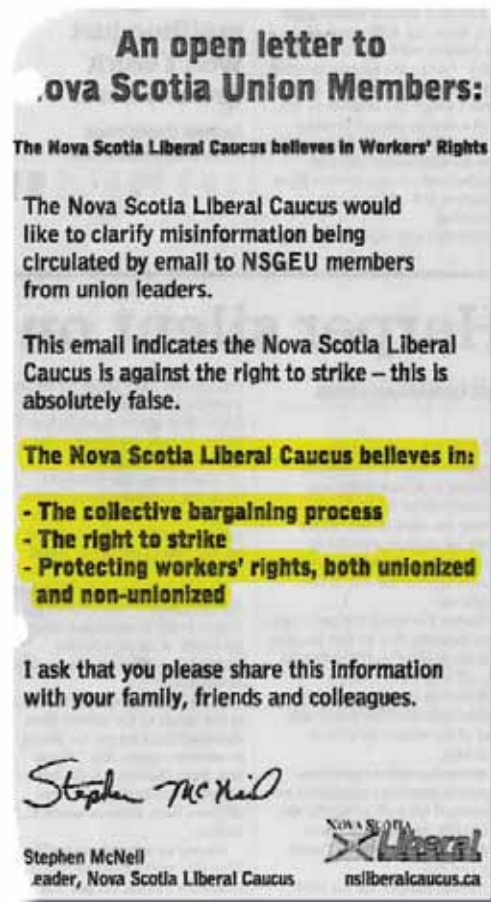 An open letter to
ova Scotia Union Members:
The Nova Scotia Liberal Caucus believes in Workers' Rights
The Nova Scotia Liberal Caucus would
like to clarify misinformation being
circulated by email to NSGEU members
from union leaders.
This email indicates the Nova Scotia Liberal
Caucus is against the right to strike – this is
absolutely false.
The Nova Scotia Liberal Caucus believes in:
- The collective bargaining process
- The right to strike
- Protecting workers' rights, both unionized
and non-unionized
I ask that you please share this information
with your family, friends and colleagues.
Stephen McNeil
NOVA SCOTIA
Liberal
Stephen McNeil
eader, Nova Scotia Liberal Caucus
nsliberalcaucus.ca